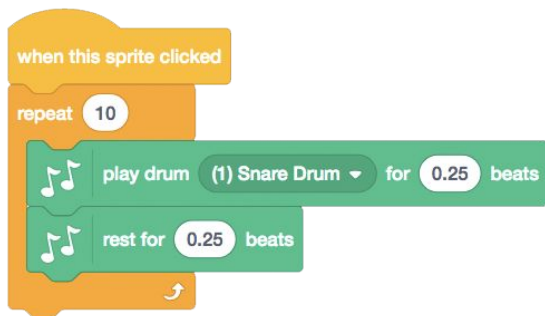 when this sprite clicked
repeat 10
play drum (1) Snare Drum for 0.25 beats
rest for 0.25 beats